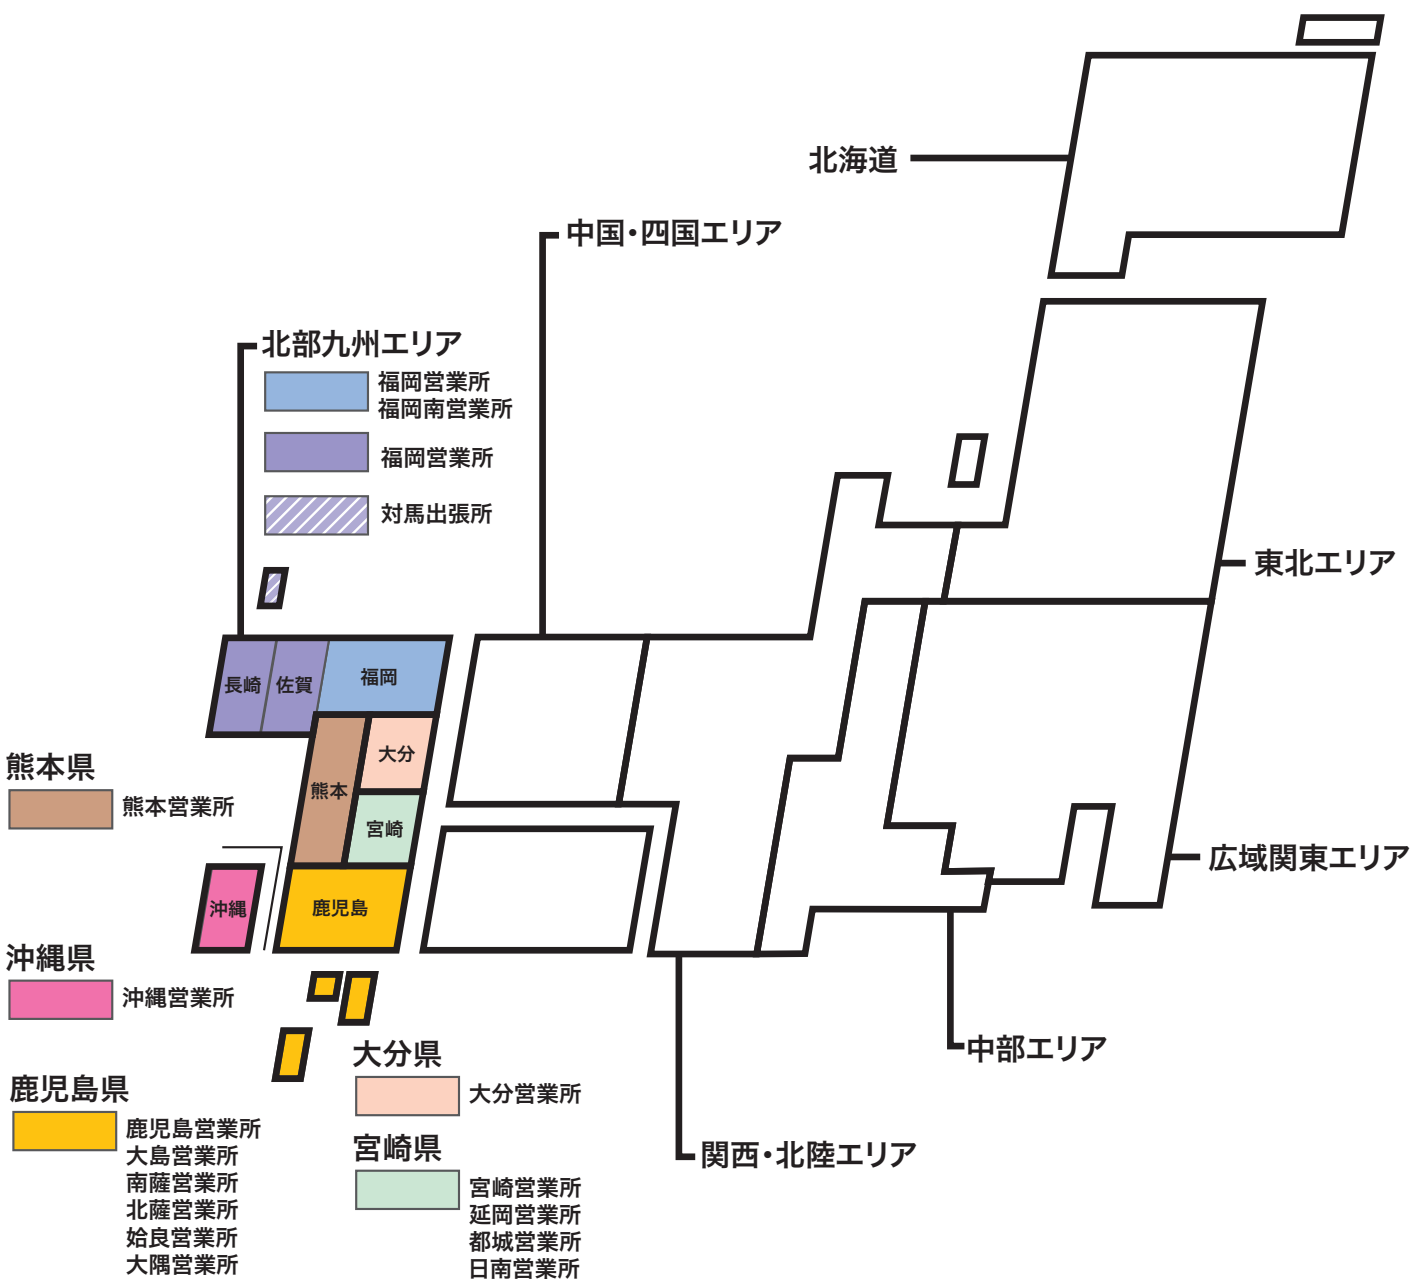 北海道
中国・四国エリア
北部九州エリア
福岡営業所
福岡南営業所
福岡営業所
対馬出張所
東北エリア
長崎
佐賀
福岡
大分
熊本
宮崎
鹿児島
沖縄
熊本県
熊本営業所
広域関東エリア
沖縄県
沖縄営業所
中部エリア
大分県
大分営業所
鹿児島県
鹿児島営業所
大島営業所
南薩営業所
北薩営業所
姶良営業所
大隅営業所
宮崎県
宮崎営業所
延岡営業所
都城営業所
日南営業所
関西・北陸エリア